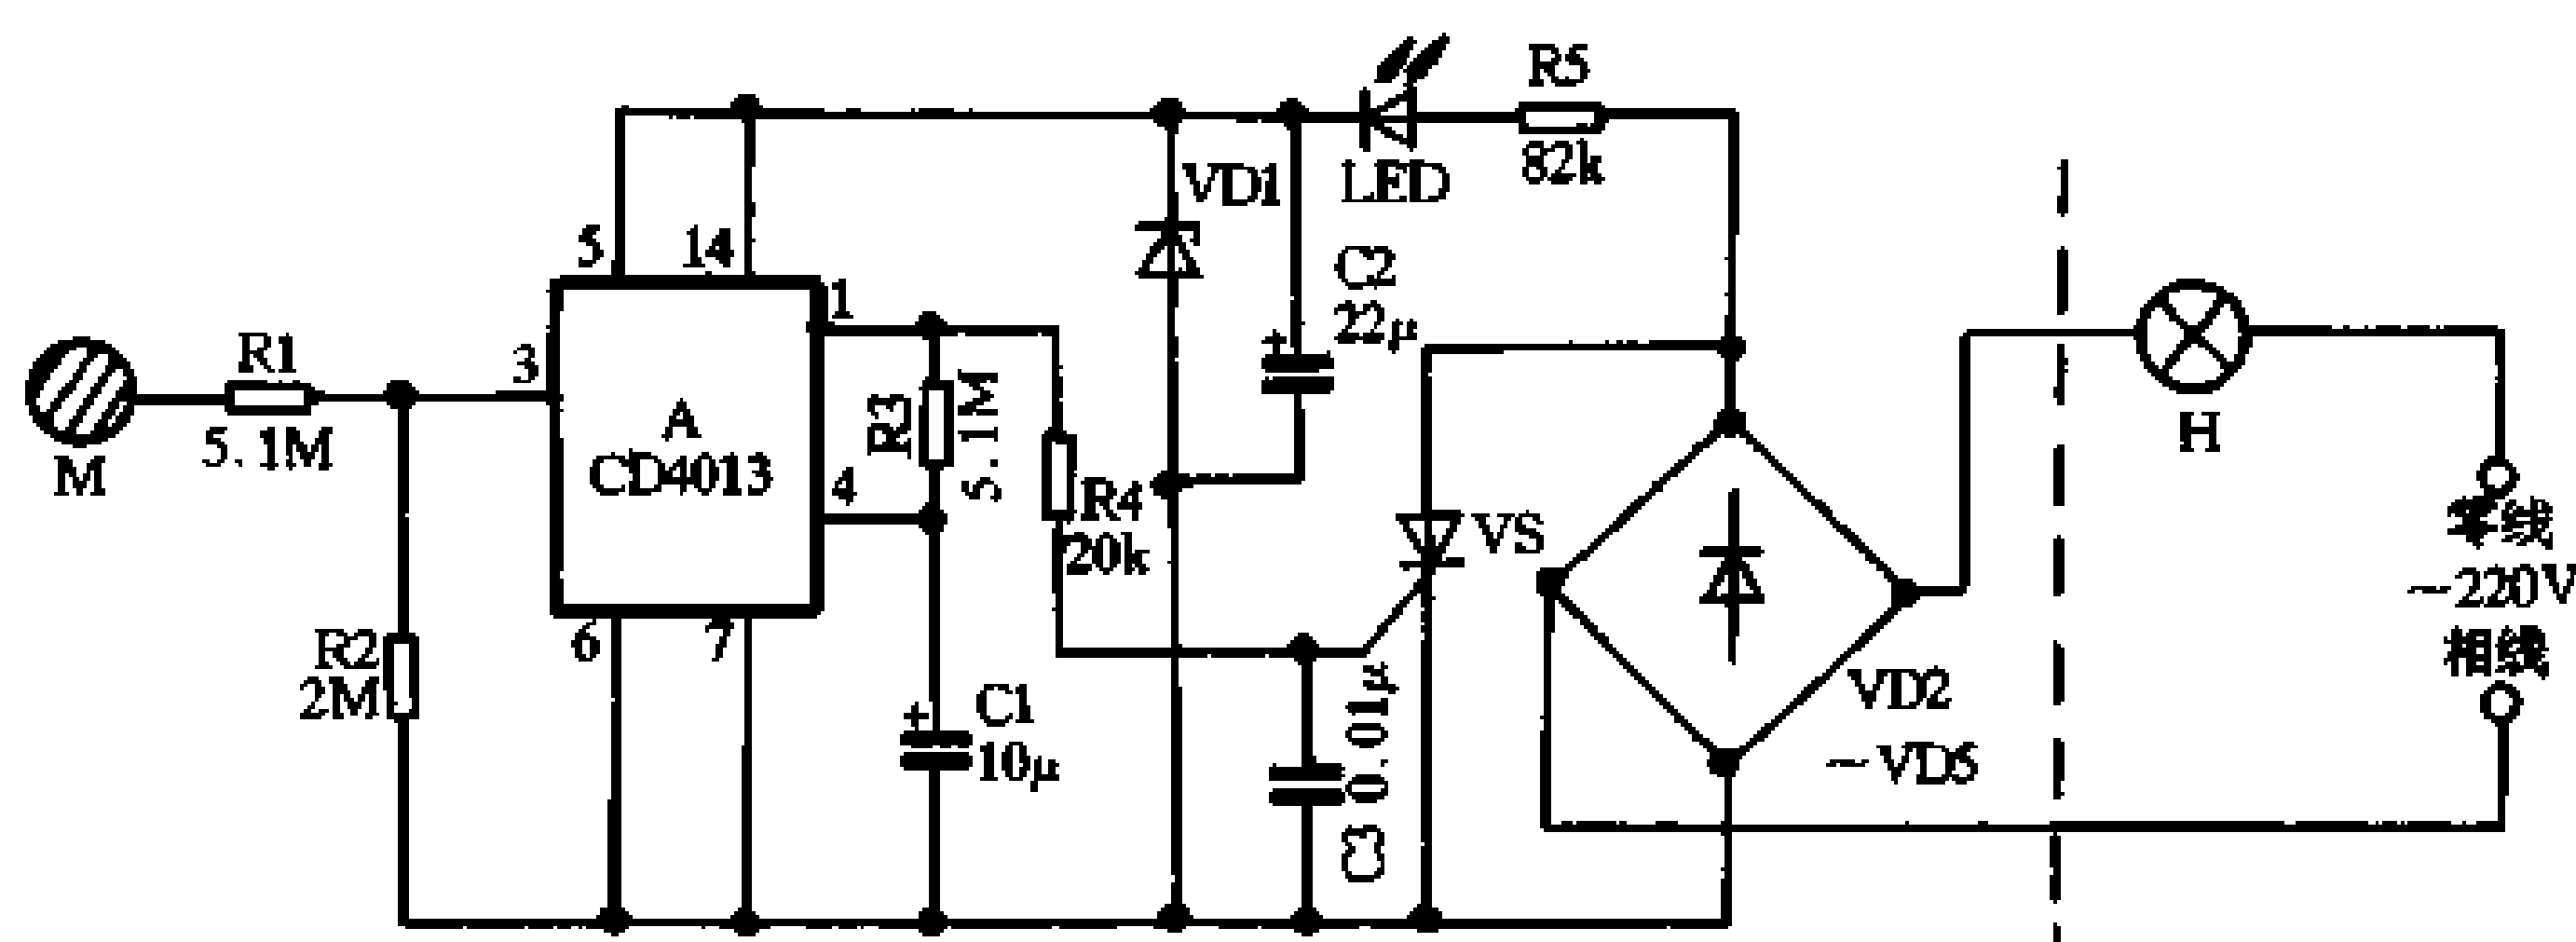 R5
82k
LED
VD1
C2
22μ
+
5
14
1
3
4
6
7
A
CD4013
R1
5.1M
M
R2
2M
R3
5.1M
R4
20k
+
C1
10μ
C3 0.01μ
VS
VD2
~VD5
H
零线
~220V
相线